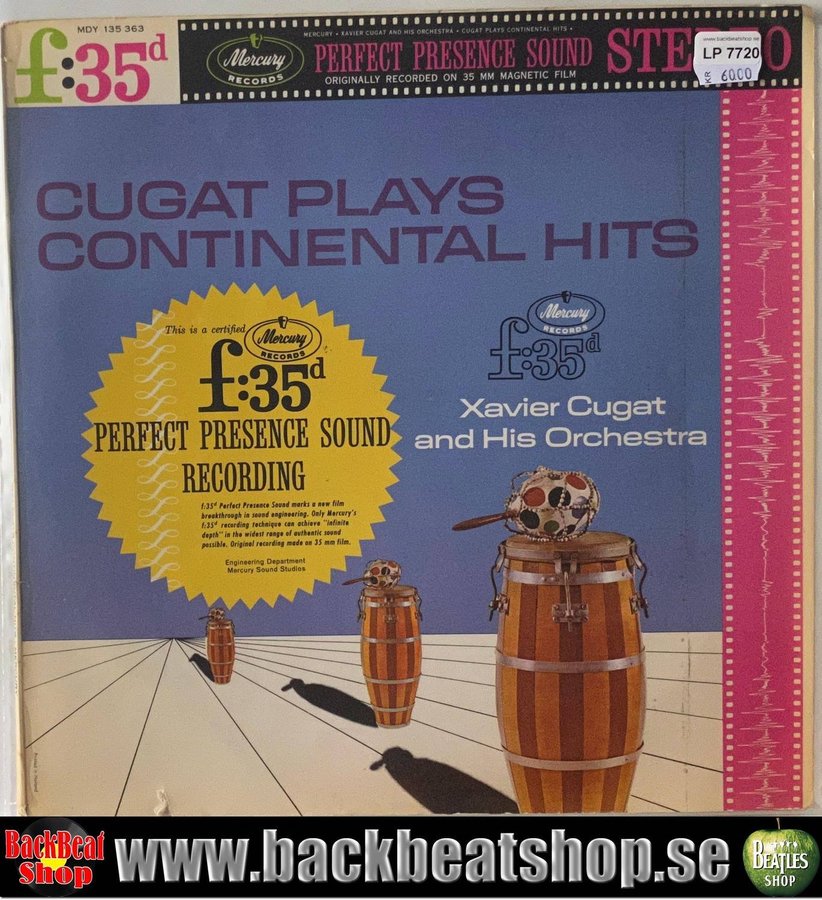 MDY 135 363
f:35d
Mercury
RECORDS
MERCURY • XAVIER CUGAT AND HIS ORCHESTRA • CUGAT PLAYS CONTINENTAL HITS •
PERFECT PRESENCE SOUND
ORIGINALLY RECORDED ON 35 MM MAGNETIC FILM
STE O
www.backbeatshop.se
LP 7720
KR 6000
CUGAT PLAYS
CONTINENTAL HITS
This is a certified
Mercury
RECORDS
f:35d
PERFECT PRESENCE SOUND
RECORDING
f:35d Perfect Presence Sound marks a new film
breakthrough in sound engineering. Only Mercury's
f:35d recording technique can achieve "infinite
depth" in the widest range of authentic sound
possible. Original recording made on 35 mm film.
Engineering Department
Mercury Sound Studios
Mercury
RECORDS
f:35d
Xavier Cugat
and His Orchestra
BackBeat
Shop
www.backbeatshop.se
BEATLES
SHOP